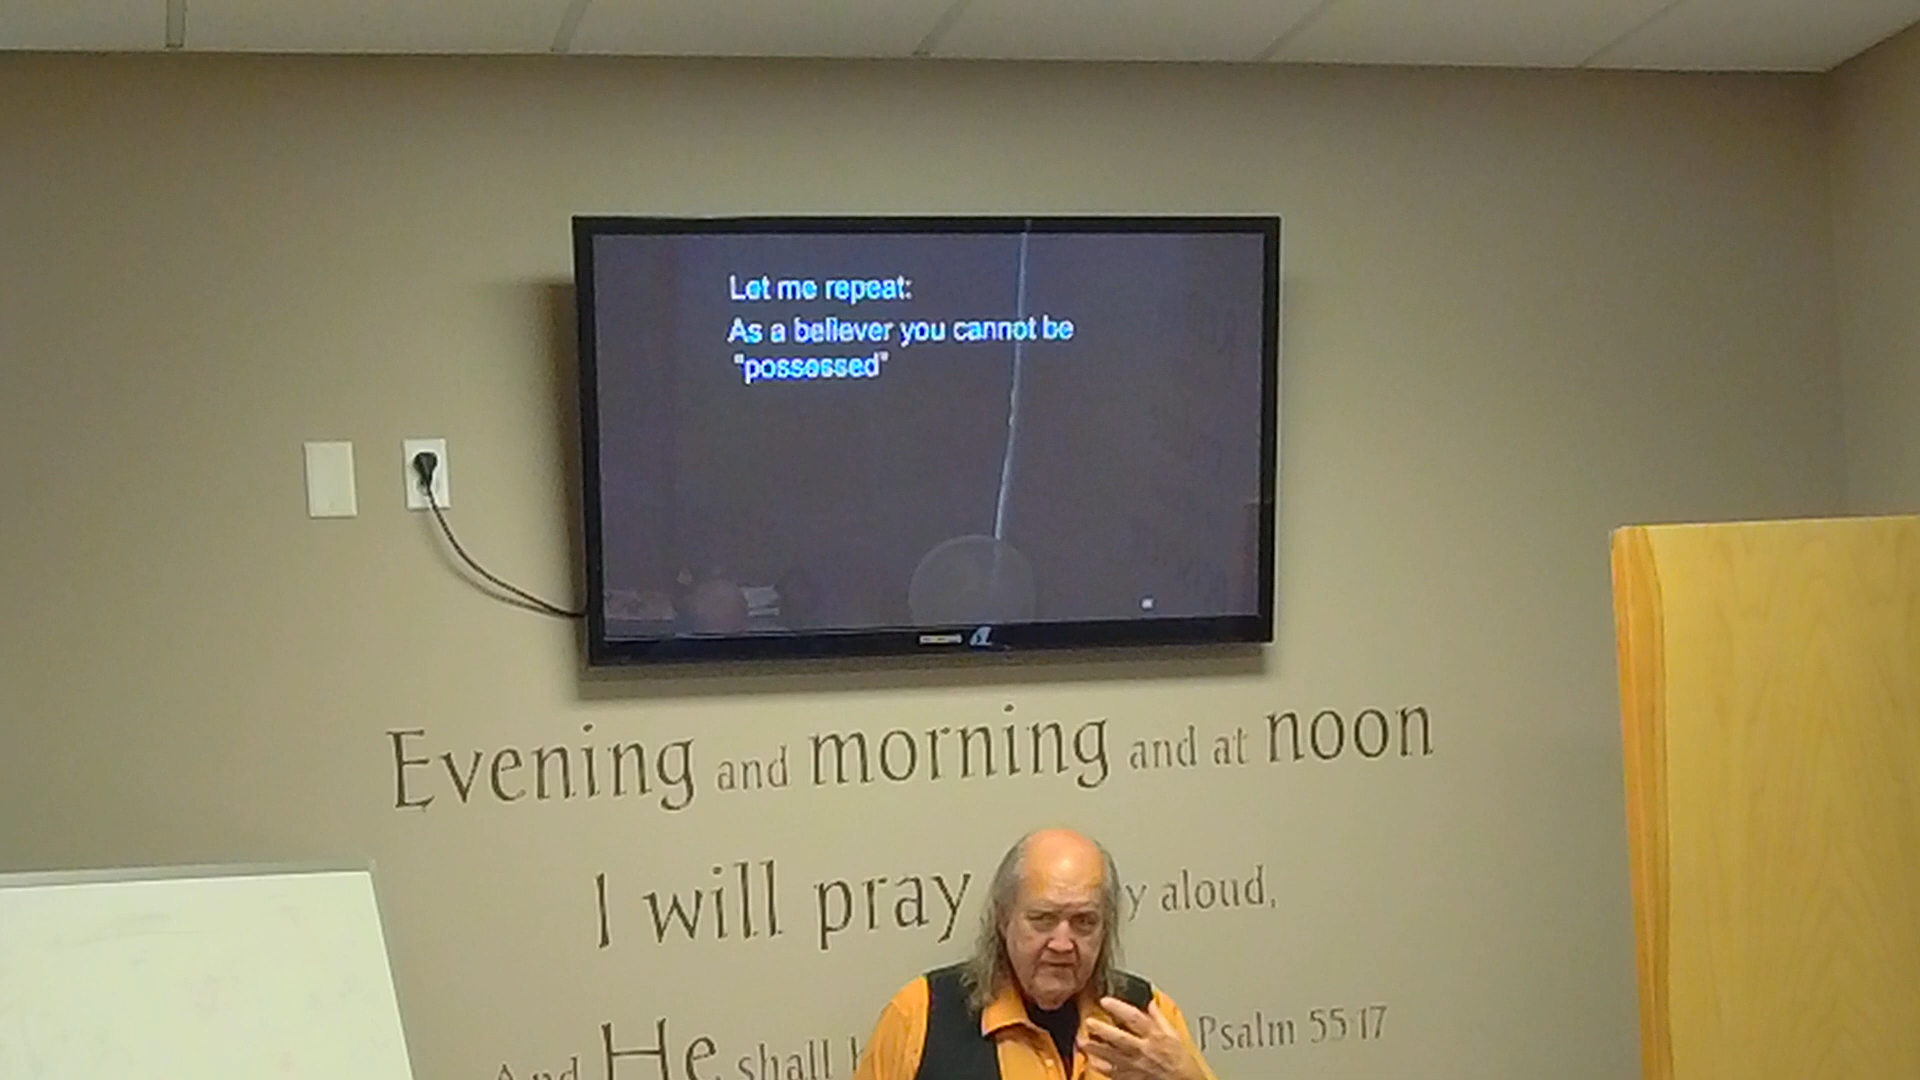 Let me repeat:
As a believer you cannot be
"possessed"
Evening and morning and at noon
I will pray y aloud,
And He shall Psalm 55:17